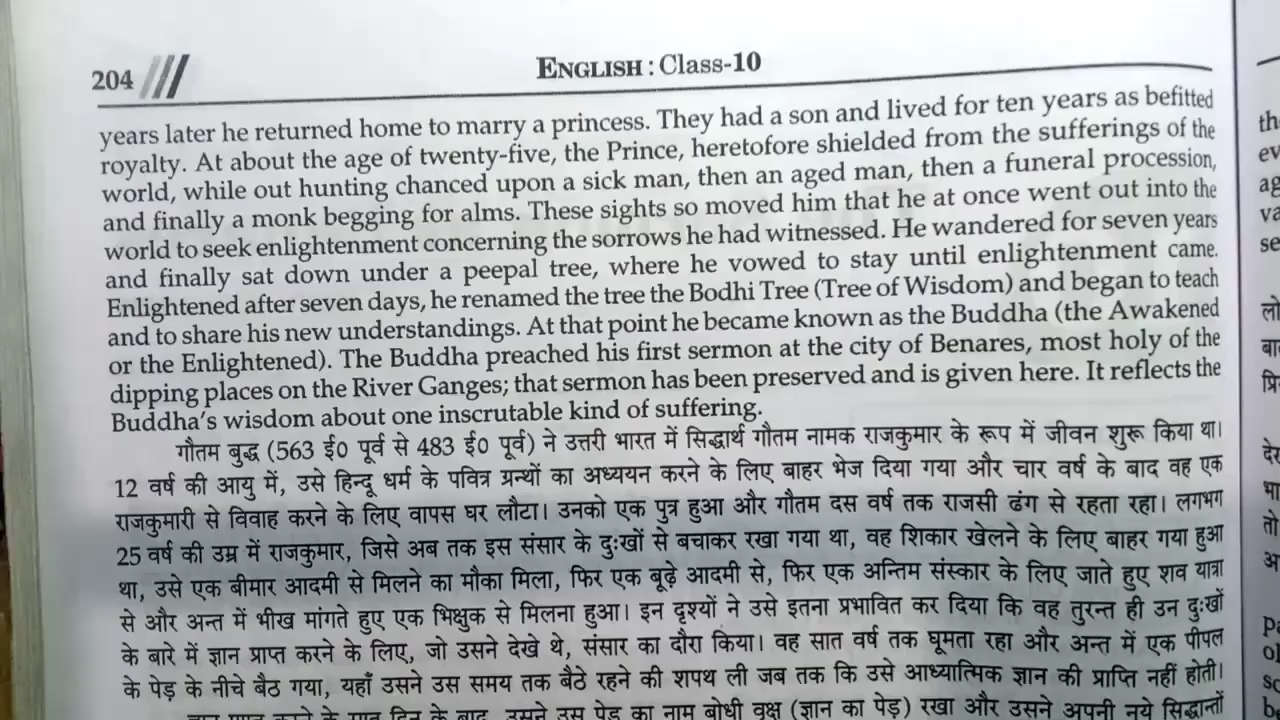 204
ENGLISH : Class-10
years later he returned home to marry a princess. They had a son and lived for ten years as befitted
royalty. At about the age of twenty-five, the Prince, heretofore shielded from the sufferings of the
world, while out hunting chanced upon a sick man, then an aged man, then a funeral procession,
and finally a monk begging for alms. These sights so moved him that he at once went out into the
world to seek enlightenment concerning the sorrows he had witnessed. He wandered for seven years
and finally sat down under a peepal tree, where he vowed to stay until enlightenment came.
Enlightened after seven days, he renamed the tree the Bodhi Tree (Tree of Wisdom) and began to teach
and to share his new understandings. At that point he became known as the Buddha (the Awakened
or the Enlightened). The Buddha preached his first sermon at the city of Benares, most holy of the
dipping places on the River Ganges; that sermon has been preserved and is given here. It reflects the
Buddha's wisdom about one inscrutable kind of suffering.
गौतम बुद्ध (563 ई० पूर्व से 483 ई० पूर्व) ने उत्तरी भारत में सिद्धार्थ गौतम नामक राजकुमार के रूप में जीवन शुरू किया था।
12 वर्ष की आयु में, उसे हिन्दू धर्म के पवित्र ग्रन्थों का अध्ययन करने के लिए बाहर भेज दिया गया और चार वर्ष के बाद वह एक
राजकुमारी से विवाह करने के लिए वापस घर लौटा। उनको एक पुत्र हुआ और गौतम दस वर्ष तक राजसी ढंग से रहता रहा। लगभग
25 वर्ष की उम्र में राजकुमार, जिसे अब तक इस संसार के दुःखों से बचाकर रखा गया था, वह शिकार खेलने के लिए बाहर गया हुआ
था, उसे एक बीमार आदमी से मिलने का मौका मिला, फिर एक बूढ़े आदमी से, फिर एक अन्तिम संस्कार के लिए जाते हुए शव यात्रा
से और अन्त में भीख मांगते हुए एक भिक्षुक से मिलना हुआ। इन दृश्यों ने उसे इतना प्रभावित कर दिया कि वह तुरन्त ही उन दुःखों
के बारे में ज्ञान प्राप्त करने के लिए, जो उसने देखे थे, संसार का दौरा किया। वह सात वर्ष तक घूमता रहा और अन्त में एक पीपल
के पेड़ के नीचे बैठ गया, यहाँ उसने उस समय तक बैठे रहने की शपथ ली जब तक कि उसे आध्यात्मिक ज्ञान की प्राप्ति नहीं होती।
के बाद, उसने उस पेड़ का नाम बोधी वृक्ष (ज्ञान का पेड़) रखा और उसने अपनी नये सिद्धान्तों